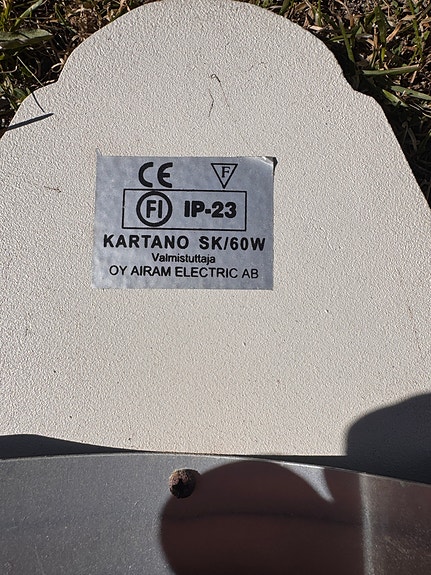 CE F
FI IP-23
KARTANO SK/60W
Valmistuttaja
OY AIRAM ELECTRIC AB